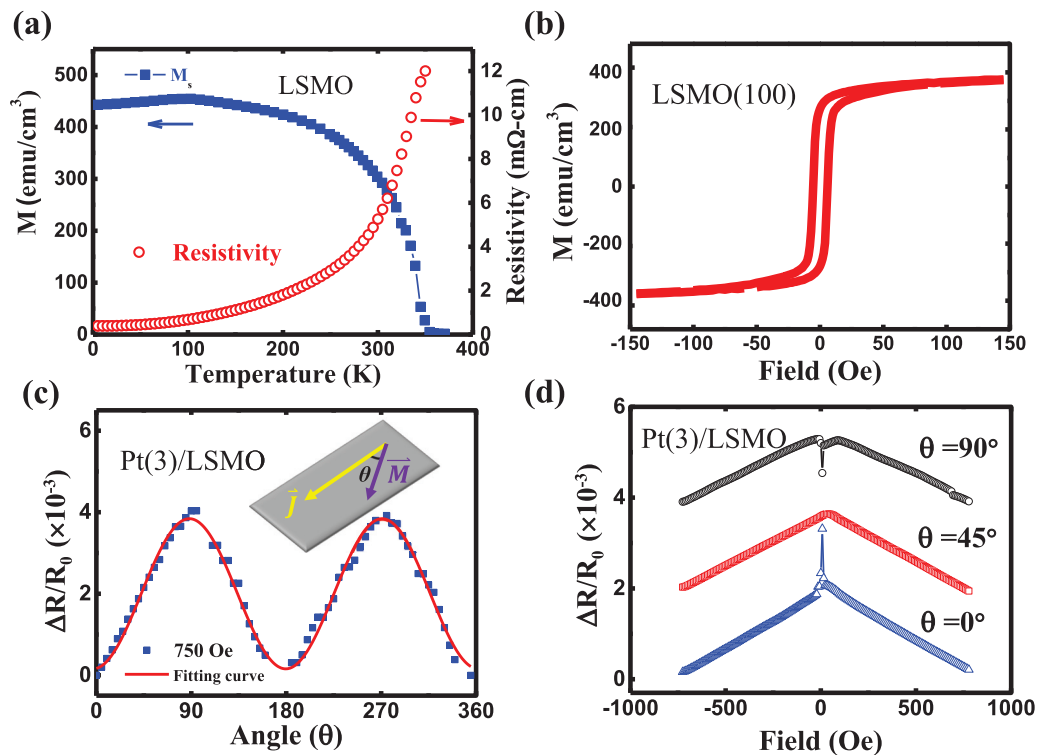 (a)
500
400
300
200
100
0
M (emu/cm³)
Mₛ
LSMO
Resistivity
12
10
8
6
4
2
0
Resistivity (mΩ-cm)
0 100 200 300 400
Temperature (K)
(b)
400
200
0
-200
-400
M (emu/cm³)
LSMO(100)
-150 -100 -50 0 50 100 150
Field (Oe)
(c)
6
4
2
0
ΔR/R₀ (×10⁻³)
Pt(3)/LSMO
θ
M
J
750 Oe
Fitting curve
0 90 180 270 360
Angle (θ)
(d)
6
4
2
0
ΔR/R₀ (×10⁻³)
Pt(3)/LSMO
θ =90°
θ =45°
θ =0°
-1000 -500 0 500 1000
Field (Oe)